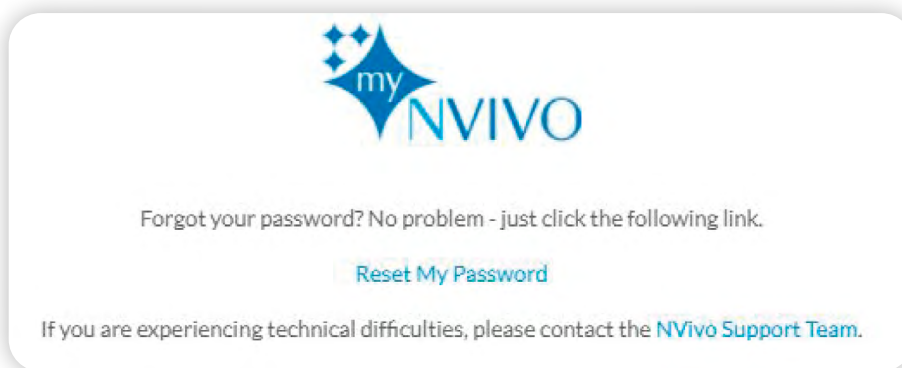 my
NVIVO
Forgot your password? No problem - just click the following link.
Reset My Password
If you are experiencing technical difficulties, please contact the NVivo Support Team.